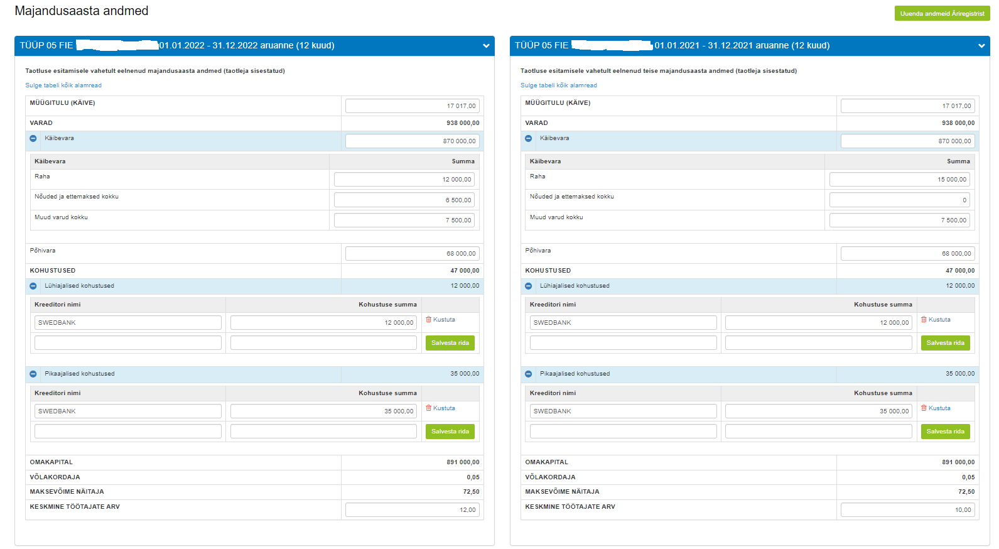 Majandusaasta andmed
Uuenda andmeid Äriregistrist
TÜÜP 05 FIE 01.01.2022 - 31.12.2022 aruanne (12 kuud)
Taotluse esitamisele vahetult eelnenud majandusaasta andmed (taotleja sisestatud)
Sulge tabeli kõik alamread
MÜÜGITULU (KÄIVE) 17 017,00
VARAD 938 000,00
Käibevara 870 000,00
Käibevara Summa
Raha 12 000,00
Nõuded ja ettemaksed kokku 6 500,00
Muud varud kokku 7 500,00
Põhivara 68 000,00
KOHUSTUSED 47 000,00
Lühiajalised kohustused 12 000,00
Kreeditori nimi Kohustuse summa
SWEDBANK 12 000,00 Kustuta
Salvesta rida
Pikaajalised kohustused 35 000,00
Kreeditori nimi Kohustuse summa
SWEDBANK 35 000,00 Kustuta
Salvesta rida
OMAKAPITAL 891 000,00
VÕLAKORDAJA 0,05
MAKSEVÕIME NÄITAJA 72,50
KESKMINE TÖÖTAJATE ARV 12,00
TÜÜP 05 FIE 01.01.2021 - 31.12.2021 aruanne (12 kuud)
Taotluse esitamisele vahetult eelnenud teise majandusaasta andmed (taotleja sisestatud)
Sulge tabeli kõik alamread
MÜÜGITULU (KÄIVE) 17 017,00
VARAD 938 000,00
Käibevara 870 000,00
Käibevara Summa
Raha 15 000,00
Nõuded ja ettemaksed kokku 0
Muud varud kokku 7 500,00
Põhivara 68 000,00
KOHUSTUSED 47 000,00
Lühiajalised kohustused 12 000,00
Kreeditori nimi Kohustuse summa
SWEDBANK 12 000,00 Kustuta
Salvesta rida
Pikaajalised kohustused 35 000,00
Kreeditori nimi Kohustuse summa
SWEDBANK 35 000,00 Kustuta
Salvesta rida
OMAKAPITAL 891 000,00
VÕLAKORDAJA 0,05
MAKSEVÕIME NÄITAJA 72,50
KESKMINE TÖÖTAJATE ARV 10,00